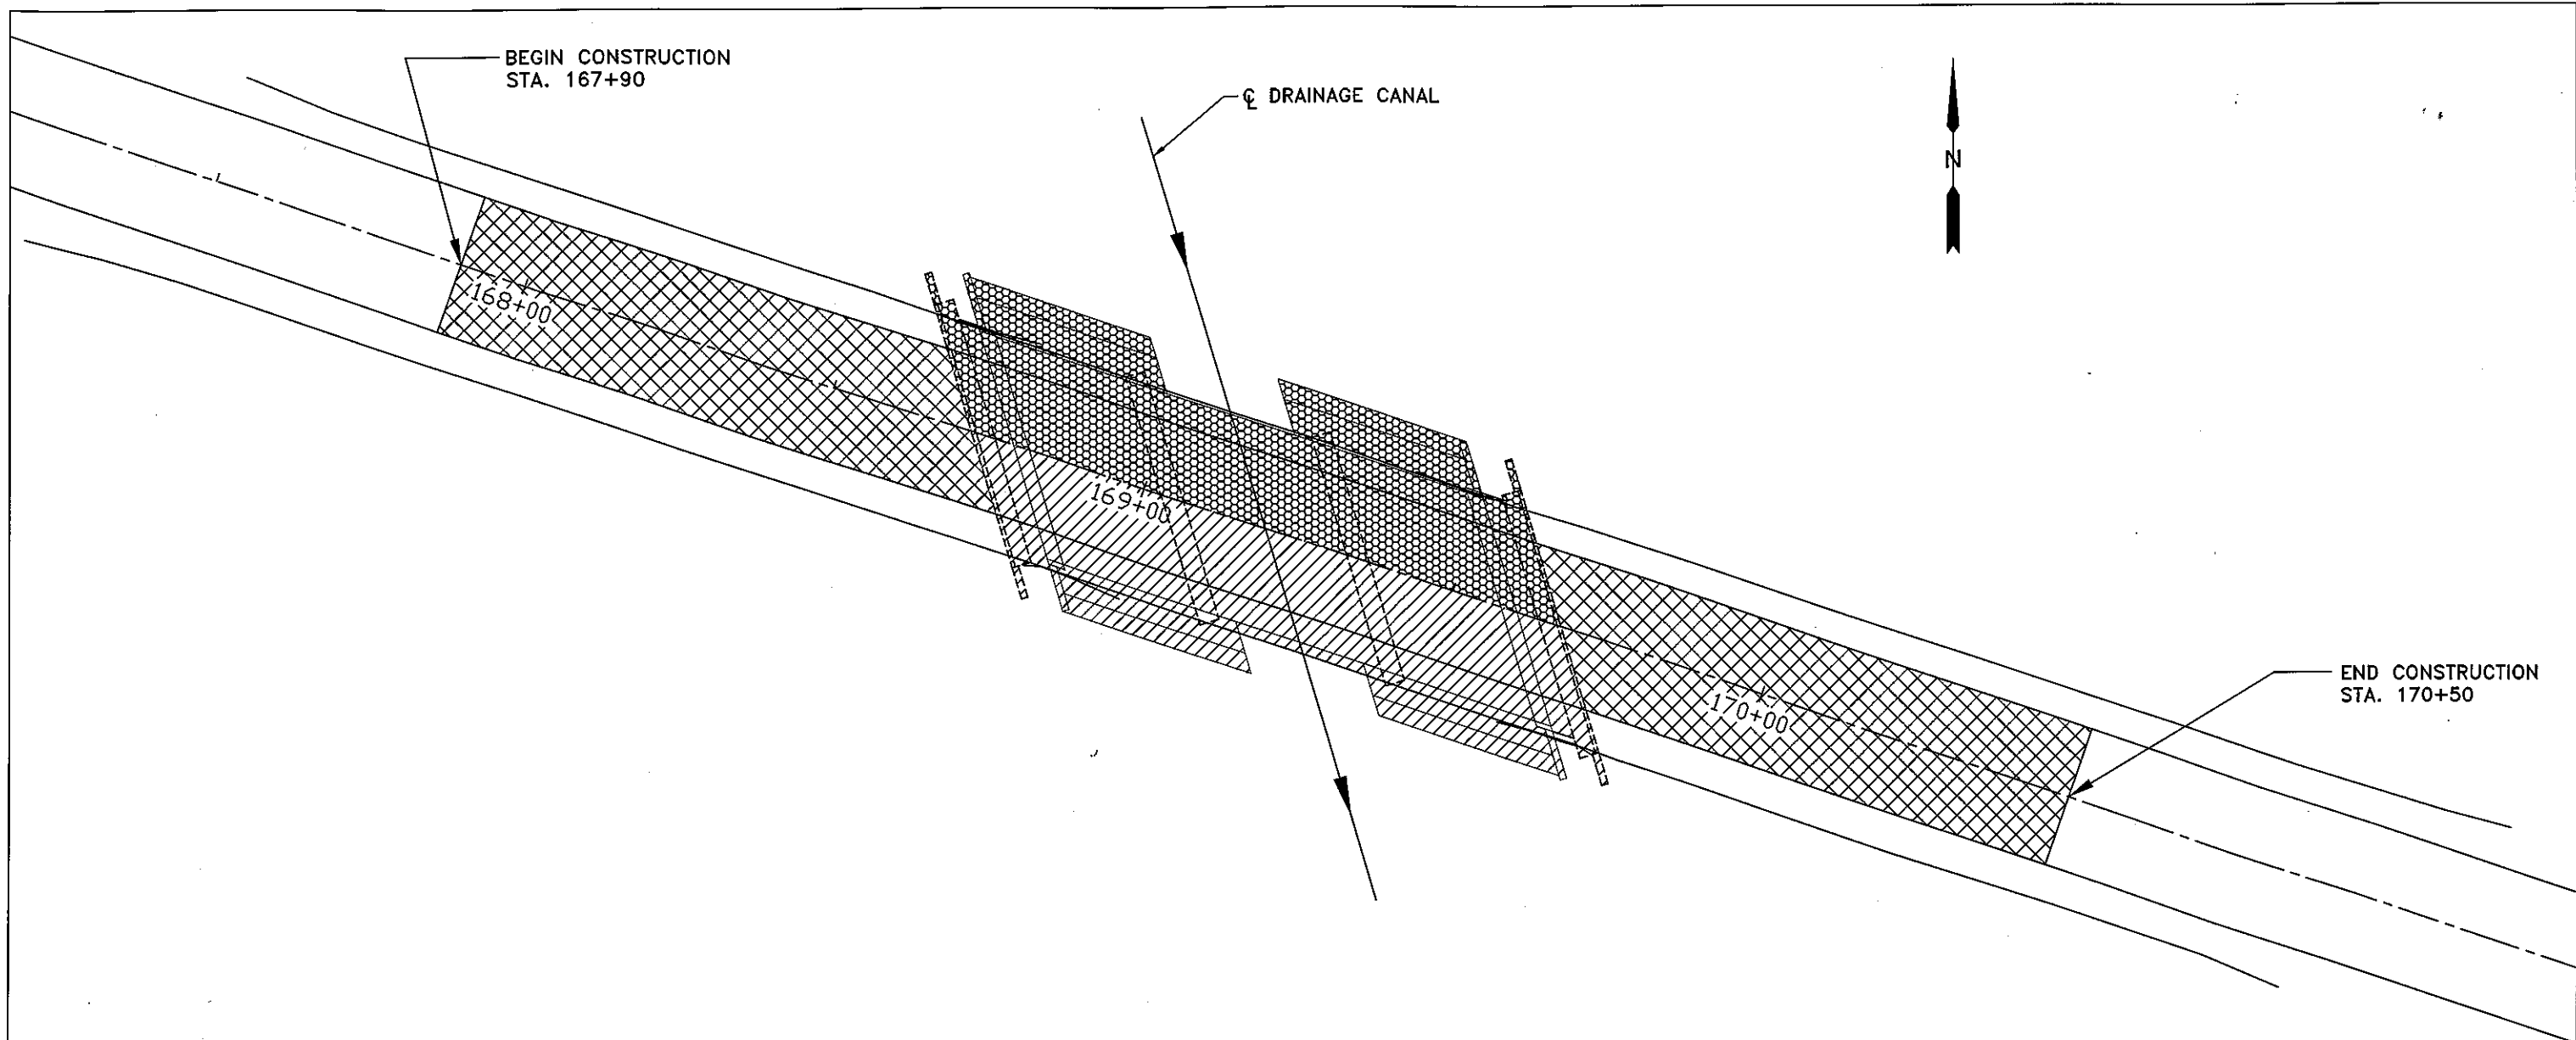 BEGIN CONSTRUCTION
STA. 167+90
℄ DRAINAGE CANAL
N
168+00
169+00
170+00
END CONSTRUCTION
STA. 170+50